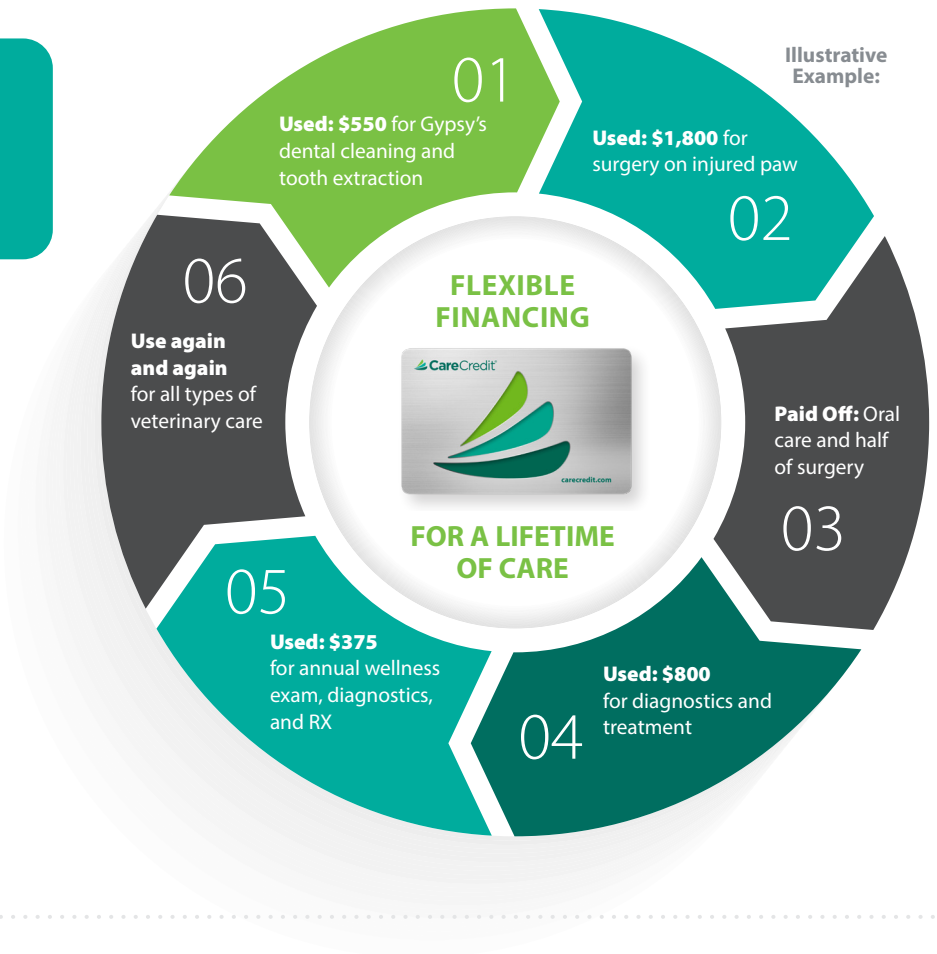 Illustrative
Example:
01
Used: $550 for Gypsy's
dental cleaning and
tooth extraction
Used: $1,800 for
surgery on injured paw
02
Paid Off: Oral
care and half
of surgery
03
04
Used: $800
for diagnostics and
treatment
05
Used: $375
for annual wellness
exam, diagnostics,
and RX
06
Use again
and again
for all types of
veterinary care
FLEXIBLE
FINANCING
CareCredit®
carecredit.com
FOR A LIFETIME
OF CARE